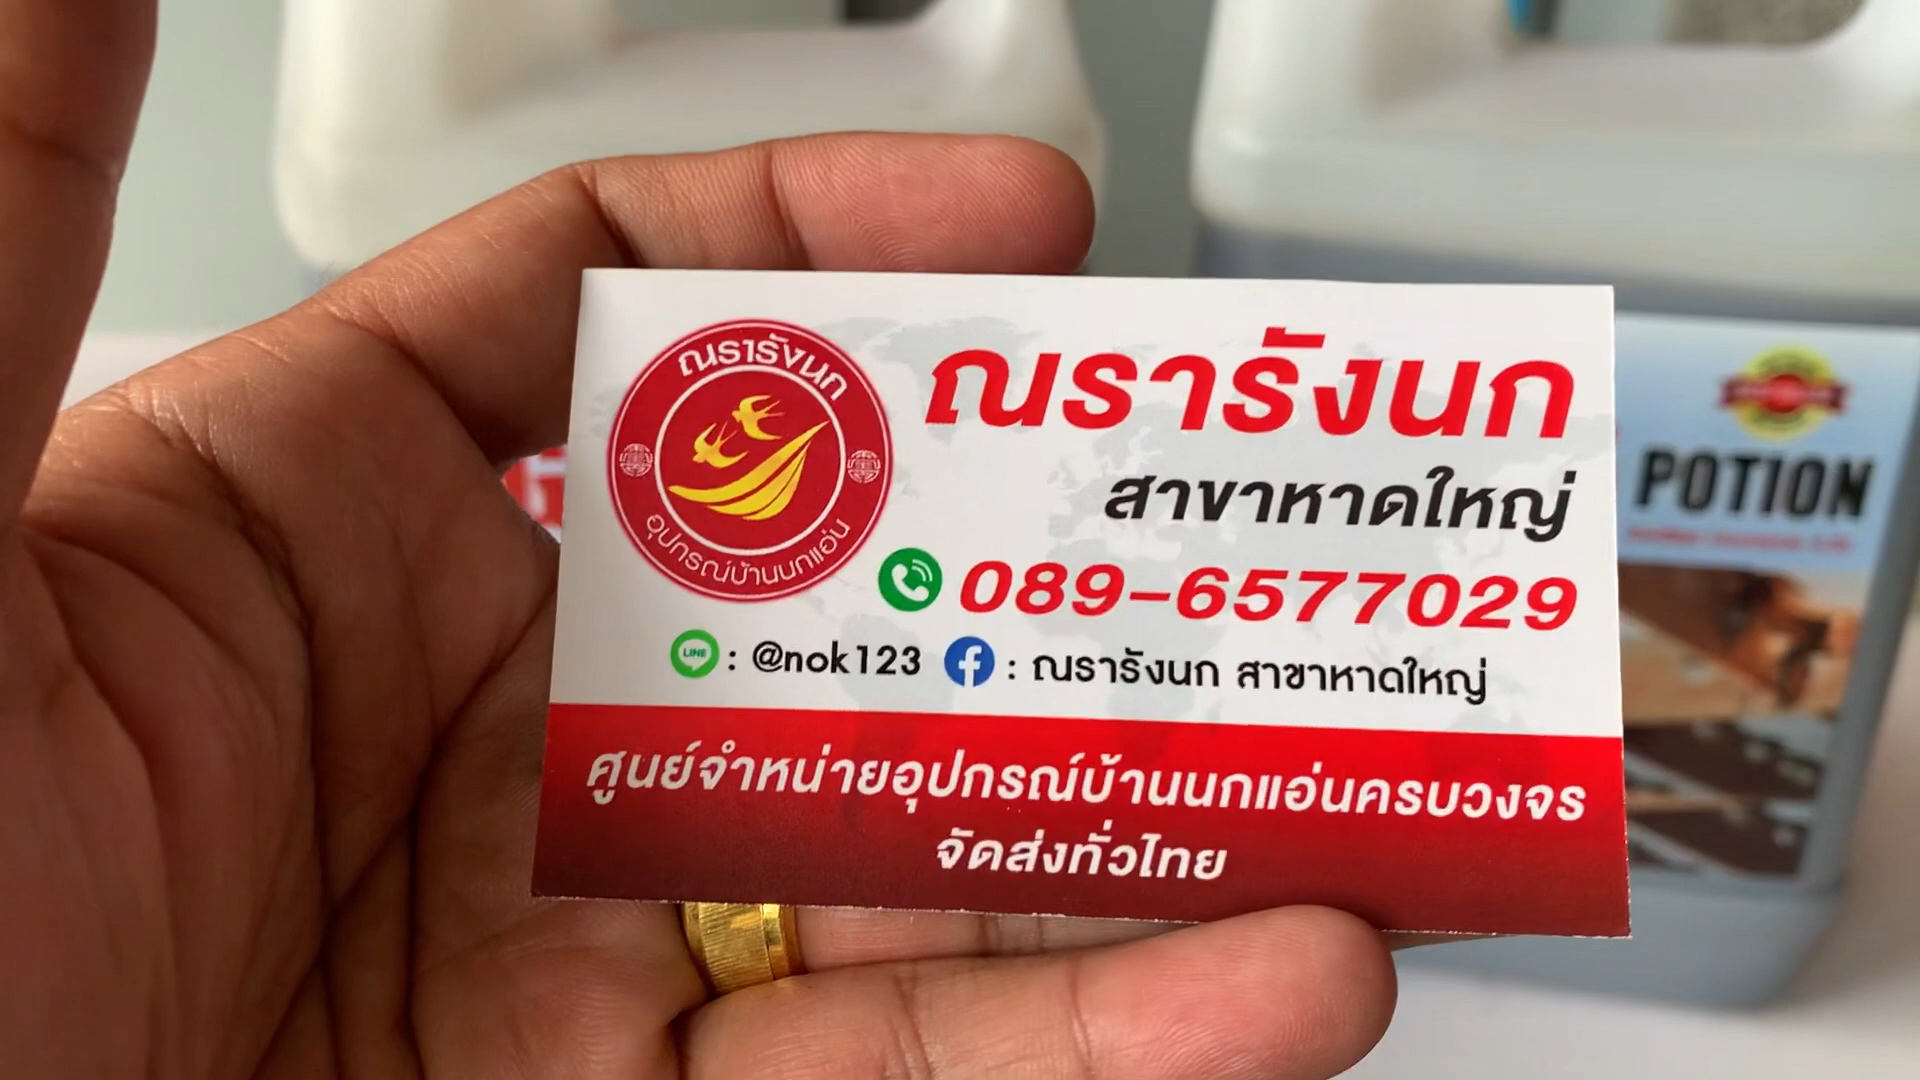 ณรารังนก
อุปกรณ์บ้านนกแอ่น
ณรารังนก
สาขาหาดใหญ่
089-6577029
LINE : @nok123 : ณรารังนก สาขาหาดใหญ่
ศูนย์จำหน่ายอุปกรณ์บ้านนกแอ่นครบวงจร
จัดส่งทั่วไทย
POTION